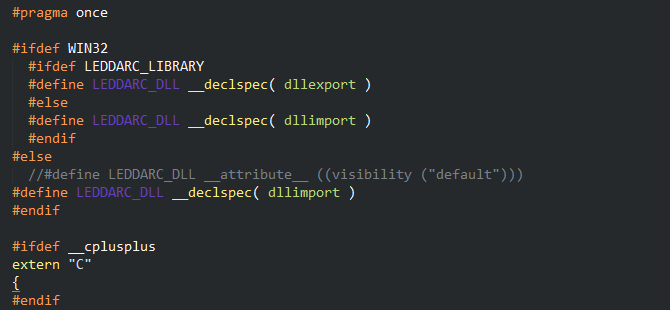 #pragma once
#ifdef WIN32
#ifdef LEDDARC_LIBRARY
#define LEDDARC_DLL __declspec( dllexport )
#else
#define LEDDARC_DLL __declspec( dllimport )
#endif
#else
//#define LEDDARC_DLL __attribute__ ((visibility ("default")))
#define LEDDARC_DLL __declspec( dllimport )
#endif
#ifdef __cplusplus
extern "C"
{
#endif